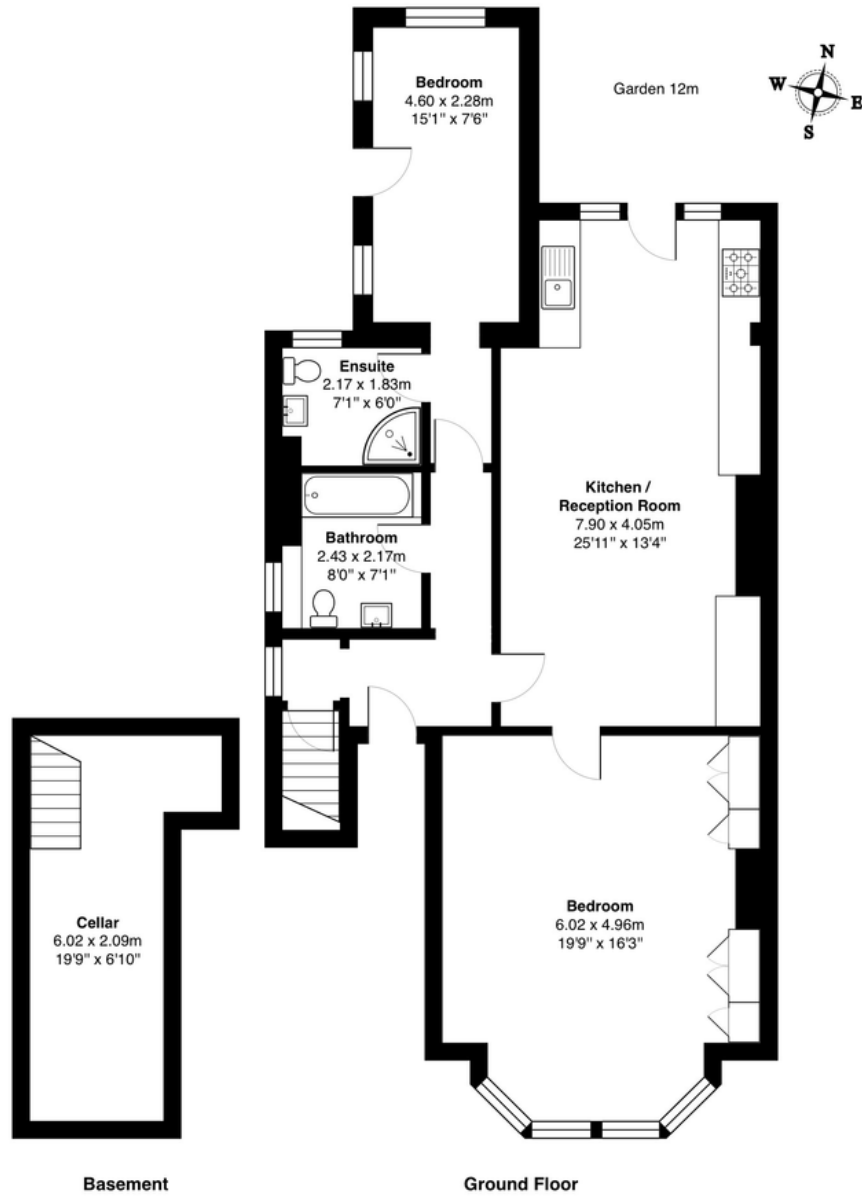 Bedroom
4.60 x 2.28m
15'1" x 7'6"
Garden 12m
N
W
E
S
Ensuite
2.17 x 1.83m
7'1" x 6'0"
Kitchen /
Reception Room
7.90 x 4.05m
25'11" x 13'4"
Bathroom
2.43 x 2.17m
8'0" x 7'1"
Cellar
6.02 x 2.09m
19'9" x 6'10"
Bedroom
6.02 x 4.96m
19'9" x 16'3"
Basement
Ground Floor